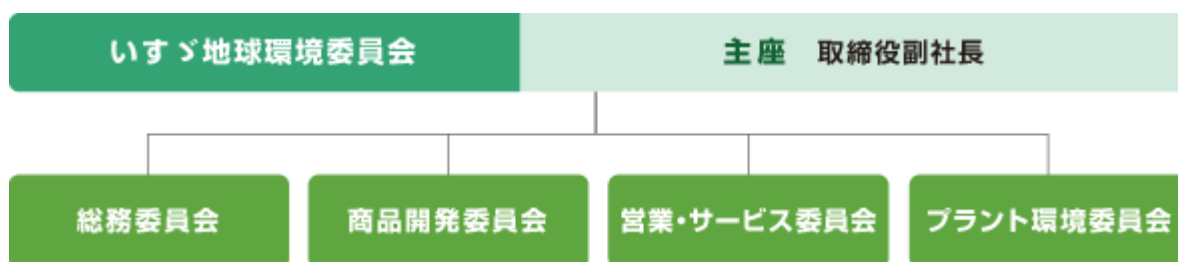 いすゞ地球環境委員会
主座 取締役副社長
総務委員会
商品開発委員会
営業・サービス委員会
プラント環境委員会